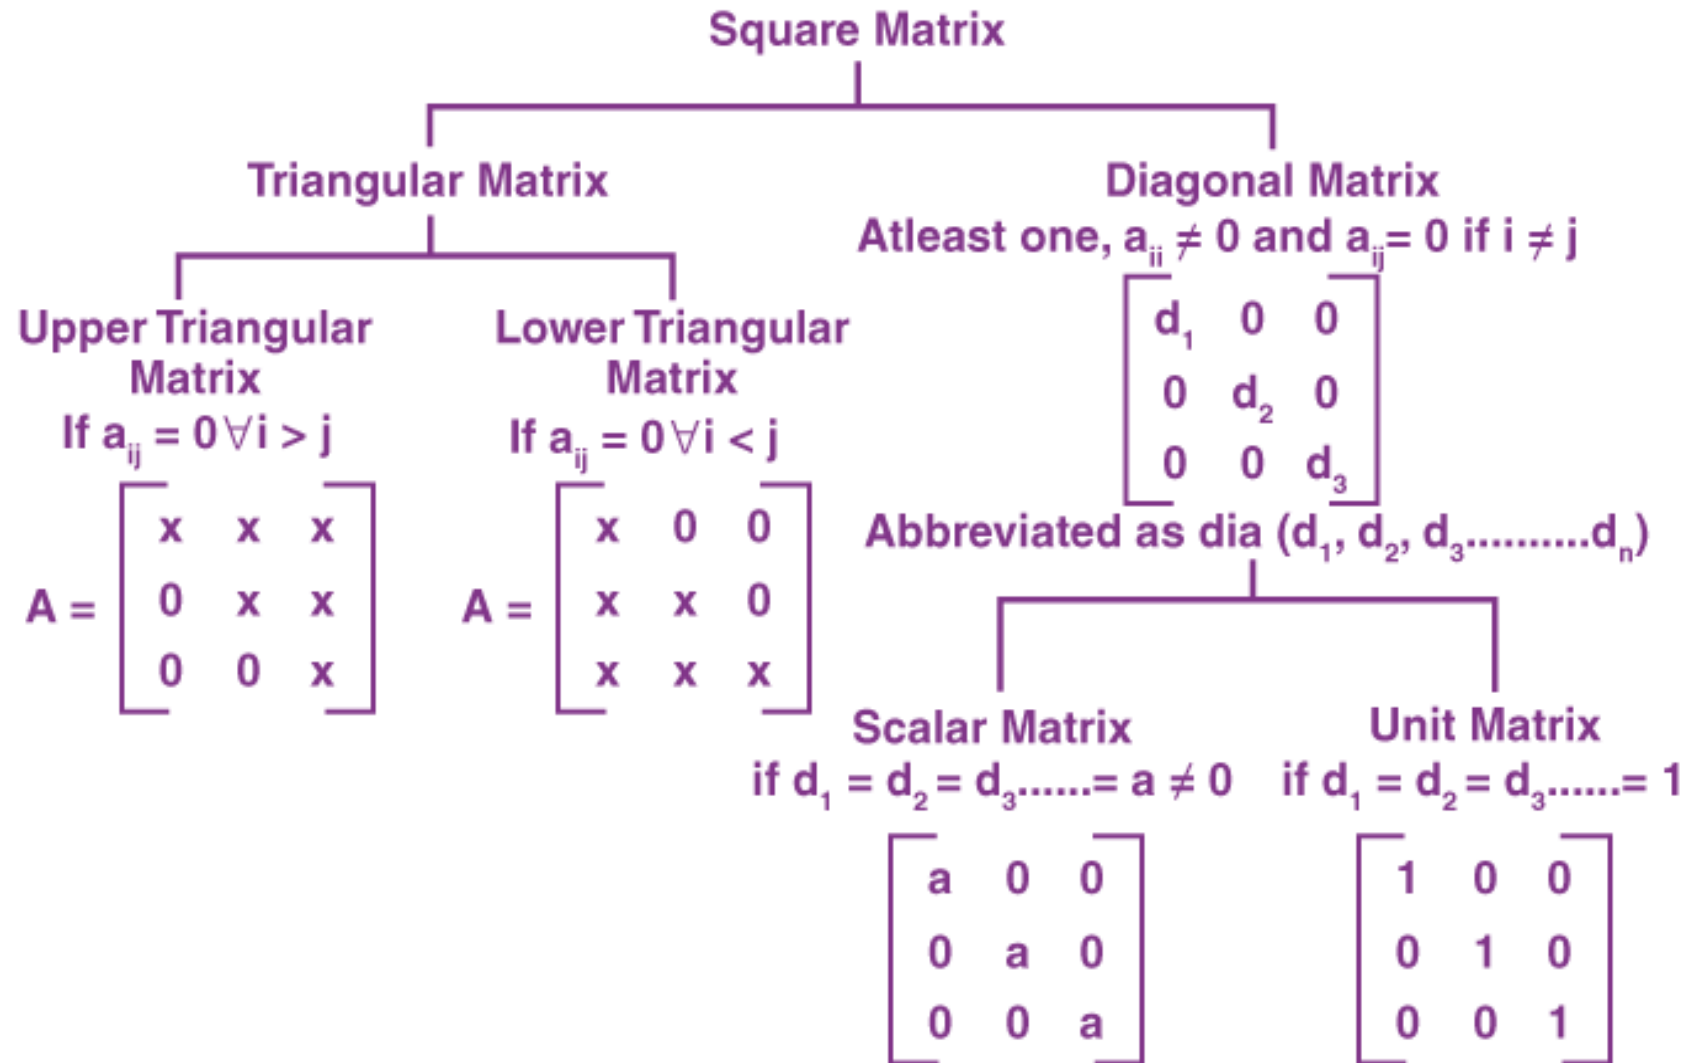 Square Matrix
Triangular Matrix
Upper Triangular
Matrix
If aij = 0 ∀ i > j
A =
x x x
0 x x
0 0 x
Lower Triangular
Matrix
If aij = 0 ∀ i < j
A =
x 0 0
x x 0
x x x
Diagonal Matrix
Atleast one, aii ≠ 0 and aij = 0 if i ≠ j
d1 0 0
0 d2 0
0 0 d3
Abbreviated as dia (d1, d2, d3..........dn)
Scalar Matrix
if d1 = d2 = d3......= a ≠ 0
a 0 0
0 a 0
0 0 a
Unit Matrix
if d1 = d2 = d3......= 1
1 0 0
0 1 0
0 0 1